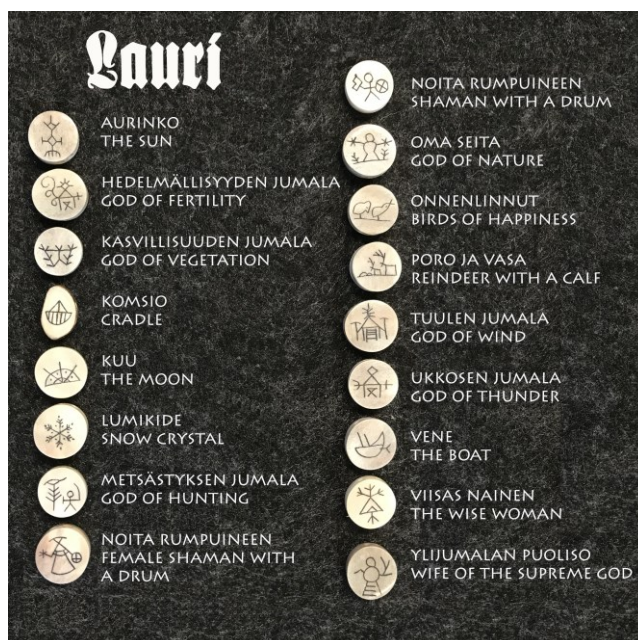 Lauri
AURINKO
THE SUN
HEDELMÄLLISYYDEN JUMALA
GOD OF FERTILITY
KASVILLISUUDEN JUMALA
GOD OF VEGETATION
KOMSIO
CRADLE
KUU
THE MOON
LUMIKIDE
SNOW CRYSTAL
METSÄSTYKSEN JUMALA
GOD OF HUNTING
NOITA RUMPUINEEN
FEMALE SHAMAN WITH
A DRUM
NOITA RUMPUINEEN
SHAMAN WITH A DRUM
OMA SEITA
GOD OF NATURE
ONNENLINNUT
BIRDS OF HAPPINESS
PORO JA VASA
REINDEER WITH A CALF
TUULEN JUMALA
GOD OF WIND
UKKOSEN JUMALA
GOD OF THUNDER
VENE
THE BOAT
VIISAS NAINEN
THE WISE WOMAN
YLIJUMALAN PUOLISO
WIFE OF THE SUPREME GOD